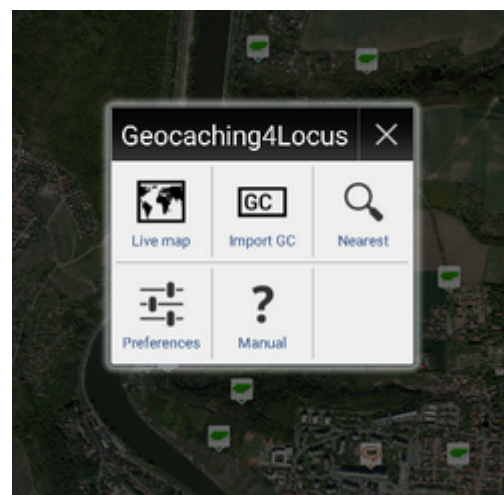 Geocaching4Locus
GC
Live map
Import GC
Nearest
?
Preferences
Manual